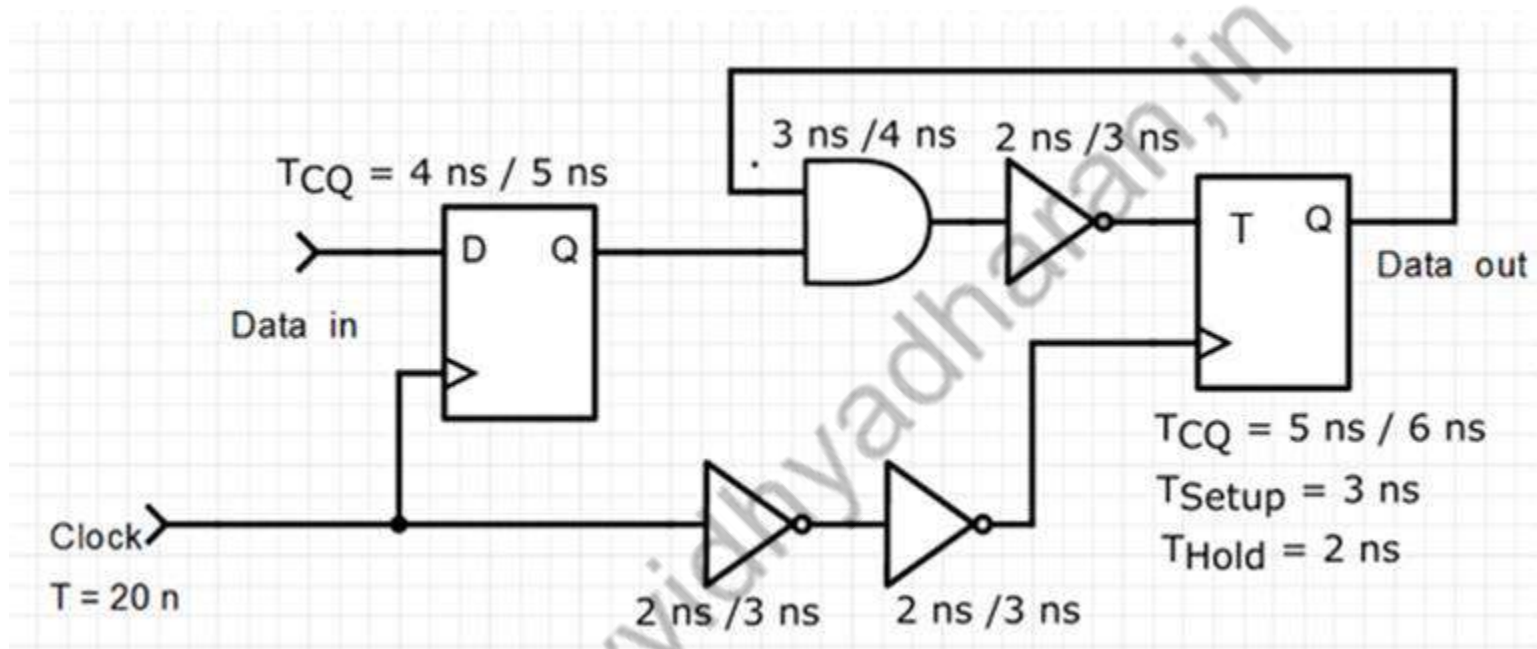 3 ns /4 ns
2 ns /3 ns
TCQ = 4 ns / 5 ns
D
Q
T
Q
Data out
Data in
TCQ = 5 ns / 6 ns
TSetup = 3 ns
THold = 2 ns
Clock
T = 20 n
2 ns /3 ns
2 ns /3 ns
vidhyadharan,in